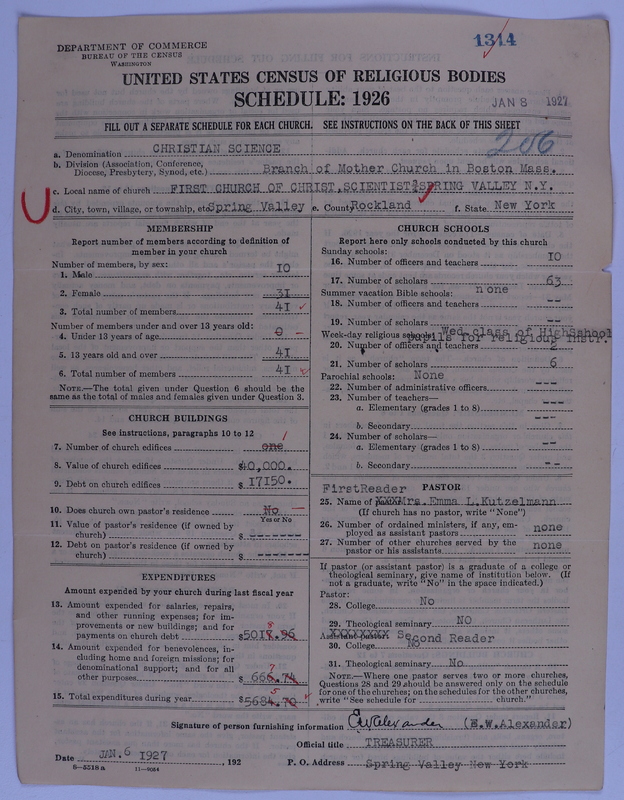 1314
DEPARTMENT OF COMMERCE
BUREAU OF THE CENSUS
WASHINGTON
UNITED STATES CENSUS OF RELIGIOUS BODIES
SCHEDULE: 1926
JAN 8 1927
FILL OUT A SEPARATE SCHEDULE FOR EACH CHURCH. SEE INSTRUCTIONS ON THE BACK OF THIS SHEET
206
a. Denomination CHRISTIAN SCIENCE
b. Division (Association, Conference, Diocese, Presbytery, Synod, etc.) Branch of Mother Church in Boston Mass.
c. Local name of church FIRST CHURCH OF CHRIST, SCIENTIST, SPRING VALLEY N.Y.
d. City, town, village, or township, etc. Spring Valley e. County Rockland f. State New York
MEMBERSHIP
Report number of members according to definition of
member in your church
Number of members, by sex:
1. Male 10
2. Female 31
3. Total number of members 41
Number of members under and over 13 years old:
4. Under 13 years of age 0 —
5. 13 years old and over 41
6. Total number of members 41
NOTE.—The total given under Question 6 should be the
same as the total of males and females given under Question 3.
CHURCH BUILDINGS
See instructions, paragraphs 10 to 12
7. Number of church edifices one 1
8. Value of church edifices $40,000.
9. Debt on church edifices $ 17150.
10. Does church own pastor's residence No —
Yes or No
11. Value of pastor's residence (if owned by
church) $ -------
12. Debt on pastor's residence (if owned by
church) $ -------
EXPENDITURES
Amount expended by your church during last fiscal year
13. Amount expended for salaries, repairs,
and other running expenses; for im-
provements or new buildings; and for
payments on church debt $5018.96
14. Amount expended for benevolences, in-
cluding home and foreign missions; for
denominational support; and for all
other purposes $ 666.74 7
15. Total expenditures during year $5684.70 5
CHURCH SCHOOLS
Report here only schools conducted by this church
Sunday schools:
16. Number of officers and teachers 10
17. Number of scholars 63
Summer vacation Bible schools: none
18. Number of officers and teachers --
19. Number of scholars --
Week-day religious schools: Wed. class of HighSchool
pupils for religious instr.
20. Number of officers and teachers 2
21. Number of scholars 6
Parochial schools: None
22. Number of administrative officers ---
23. Number of teachers—
a. Elementary (grades 1 to 8) ---
b. Secondary --
24. Number of scholars—
a. Elementary (grades 1 to 8) --
b. Secondary --
FirstReader PASTOR
25. Name of XXXX Mrs. Emma L.Kutzelmann
(If church has no pastor, write "None")
26. Number of ordained ministers, if any, em-
ployed as assistant pastors none
27. Number of other churches served by the
pastor or his assistants none
If pastor (or assistant pastor) is a graduate of a college or
theological seminary, give name of institution below. (If
not a graduate, write "No" in the space indicated.)
Pastor:
28. College No
29. Theological seminary NO
XXXXXXXX Second Reader
30. College No
31. Theological seminary No
NOTE.—Where one pastor serves two or more churches,
Questions 28 and 29 should be answered only on the schedule
for one of the churches; on the schedules for the other churches,
write "See schedule for ............ church."
Signature of person furnishing information E W Alexander (E.W.Alexander)
Official title TREASURER
Date JAN. 6 1927 , 192 P. O. Address Spring Valley New York
8—5518 a 11—9054